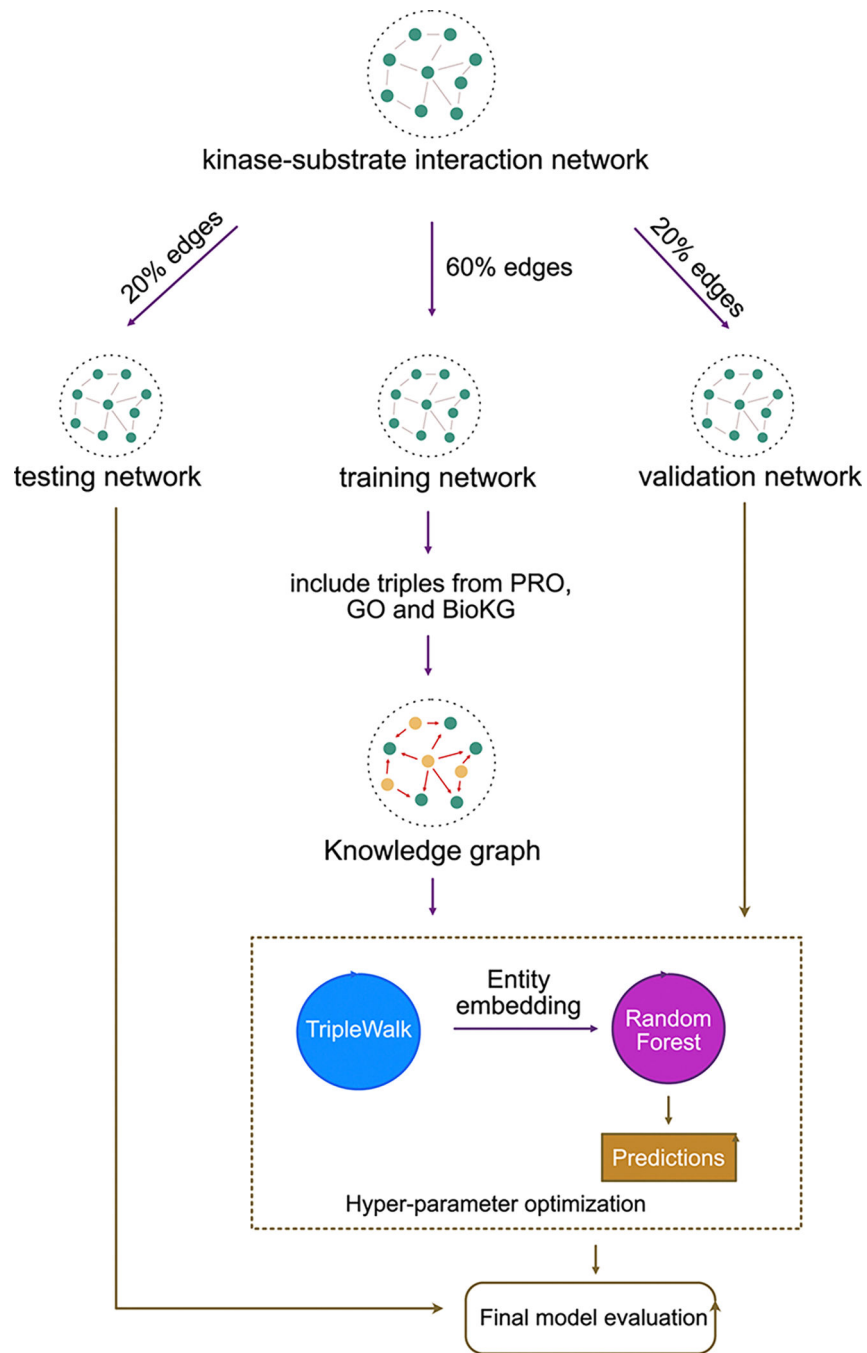 kinase-substrate interaction network
20% edges
60% edges
20% edges
testing network
training network
validation network
include triples from PRO,
GO and BioKG
Knowledge graph
TripleWalk
Entity
embedding
Random
Forest
Predictions
Hyper-parameter optimization
Final model evaluation